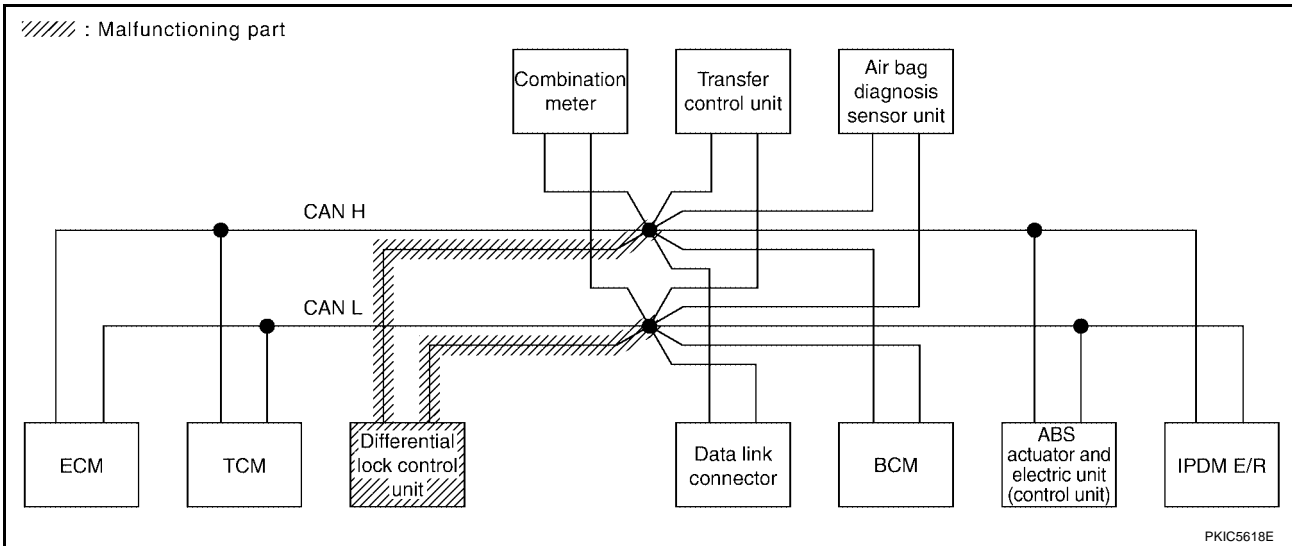 : Malfunctioning part
Combination
meter
Transfer
control unit
Air bag
diagnosis
sensor unit
CAN H
CAN L
ECM
TCM
Differential
lock control
unit
Data link
connector
BCM
ABS
actuator and
electric unit
(control unit)
IPDM E/R
PKIC5618E